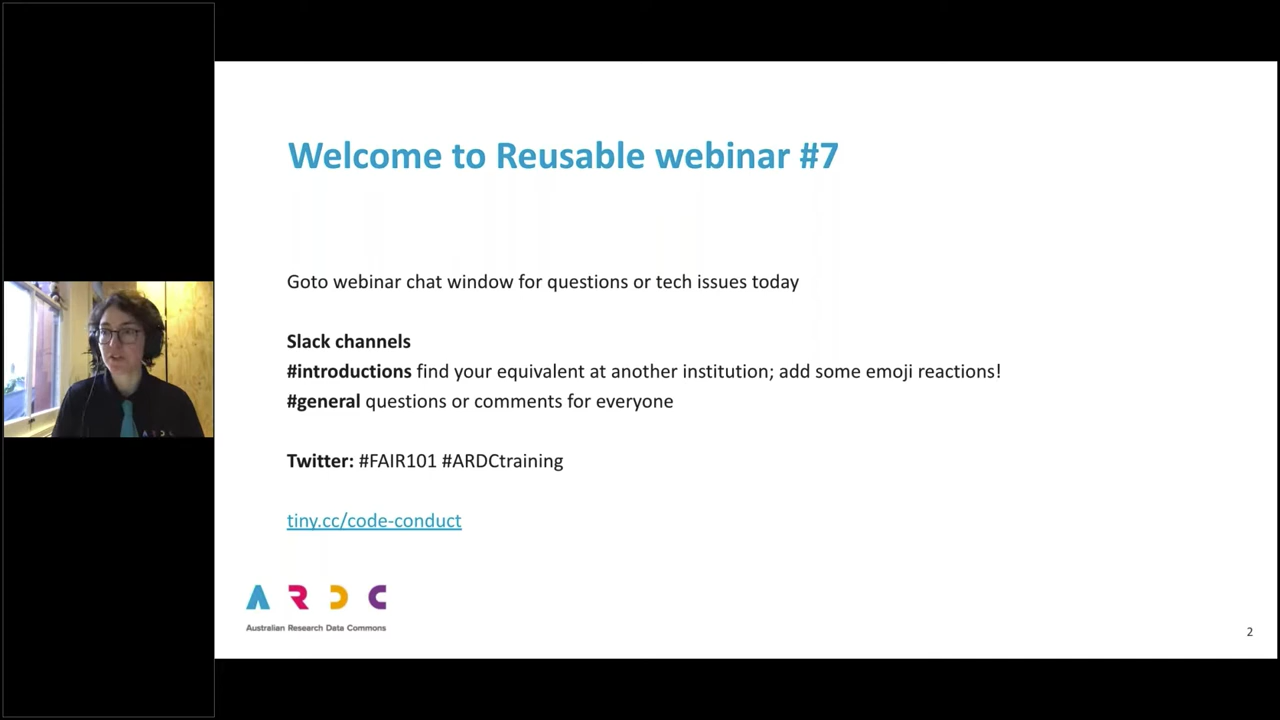 Welcome to Reusable webinar #7
Goto webinar chat window for questions or tech issues today
Slack channels
#introductions find your equivalent at another institution; add some emoji reactions!
#general questions or comments for everyone
Twitter: #FAIR101 #ARDCtraining
tiny.cc/code-conduct
ARDC
Australian Research Data Commons
2
ARDC